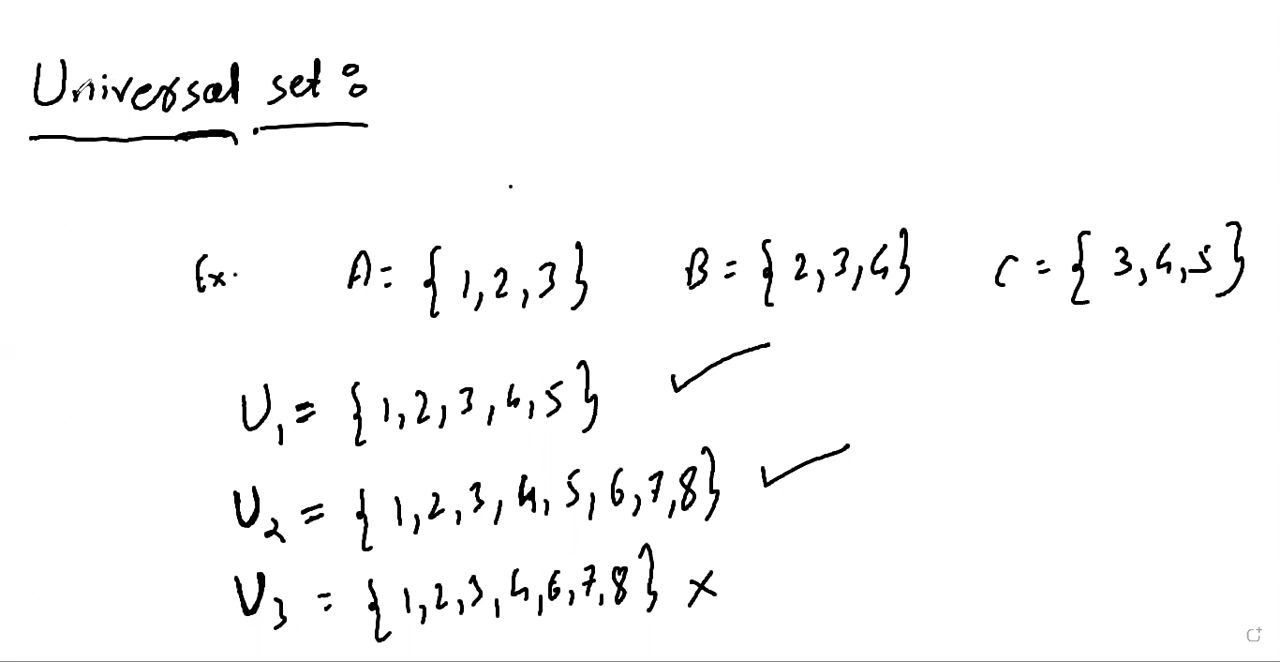 Universal set :
Ex. A = { 1, 2, 3 } B = { 2, 3, 4 } C = { 3, 4, 5 }
U₁ = { 1, 2, 3, 4, 5 } ✓
U₂ = { 1, 2, 3, 4, 5, 6, 7, 8 } ✓
U₃ = { 1, 2, 3, 4, 6, 7, 8 } ×